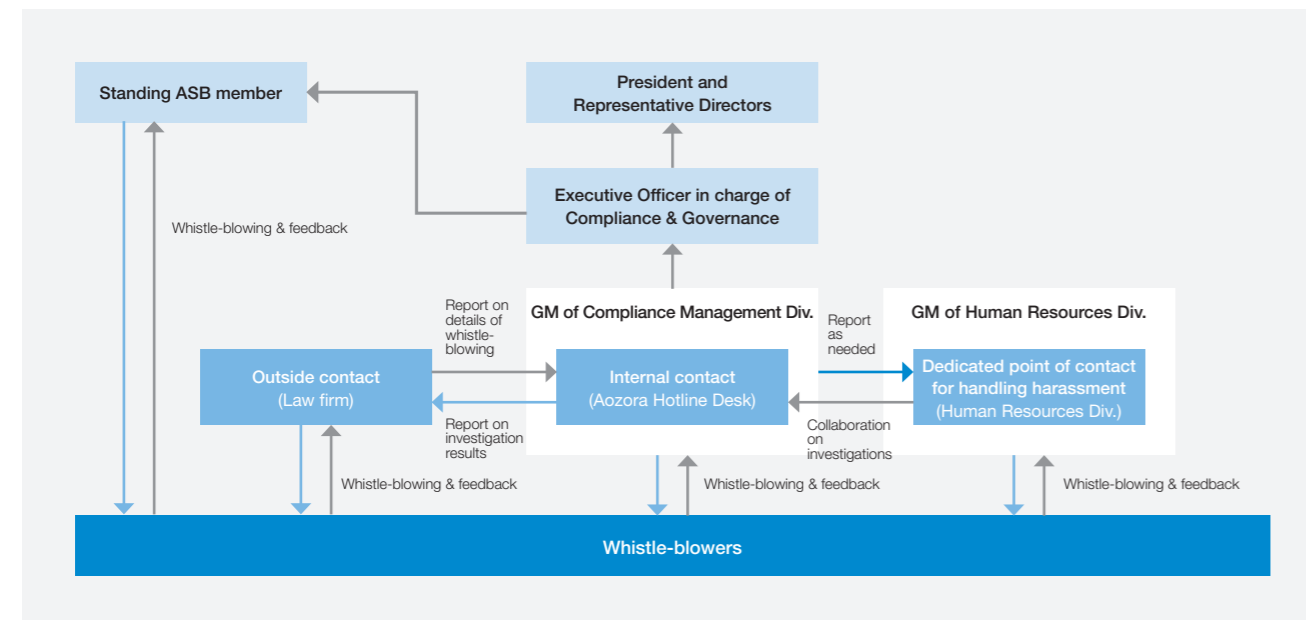 Standing ASB member
President and
Representative Directors
Executive Officer in charge of
Compliance & Governance
Whistle-blowing & feedback
Report on
details of
whistle-
blowing
GM of Compliance Management Div.
Report
as
needed
GM of Human Resources Div.
Outside contact
(Law firm)
Internal contact
(Aozora Hotline Desk)
Dedicated point of contact
for handling harassment
(Human Resources Div.)
Report on
investigation
results
Collaboration
on
investigations
Whistle-blowing & feedback
Whistle-blowing & feedback
Whistle-blowing & feedback
Whistle-blowers